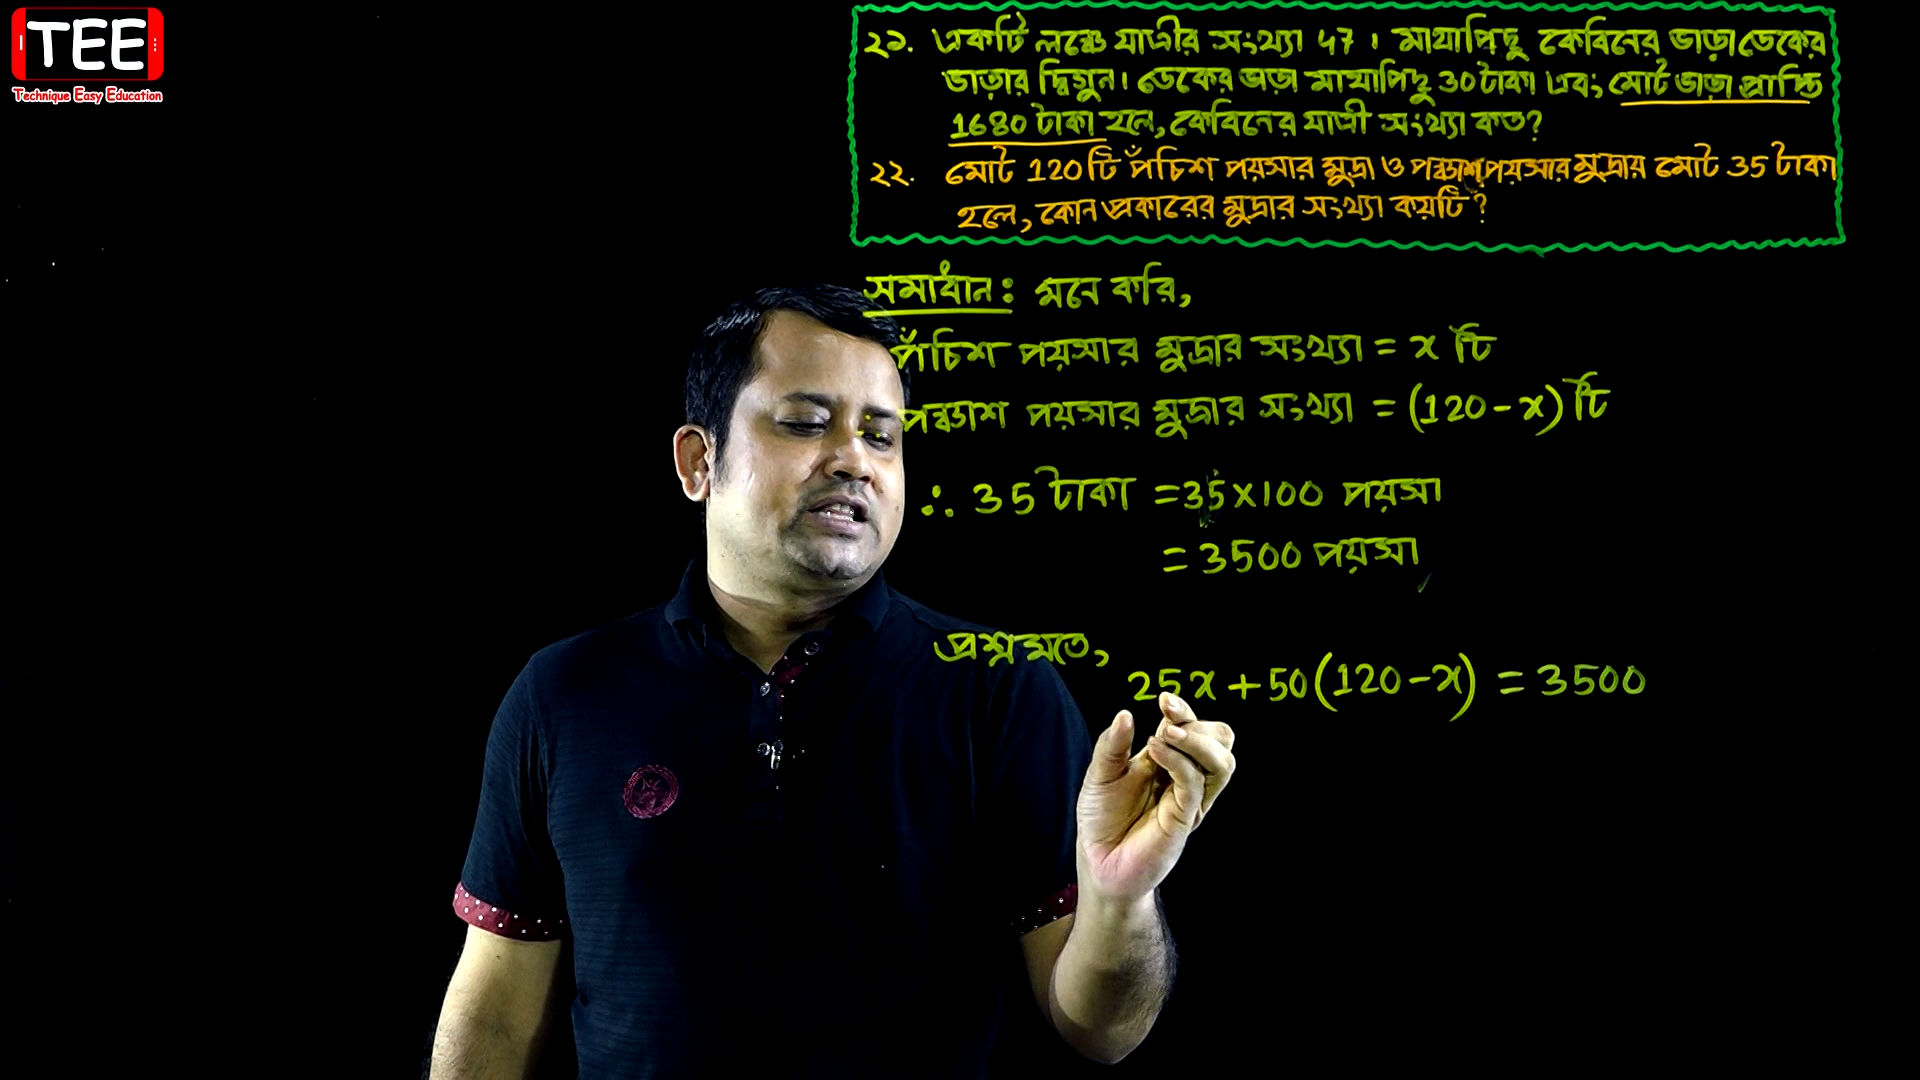 TEE
Technique Easy Education
২১. একটি লঞ্চে যাত্রীর সংখ্যা 47। মাথাপিছু কেবিনের ভাড়া ডেকের
ভাড়ার দ্বিগুন। ডেকের ভাড়া মাথাপিছু 30 টাকা এবং মোট ভাড়া প্রাপ্তি
1680 টাকা হলে, কেবিনের যাত্রী সংখ্যা কত?
২২. মোট 120 টি পঁচিশ পয়সার মুদ্রা ও পঞ্চাশ পয়সার মুদ্রায় মোট 35 টাকা
হলে, কোন প্রকারের মুদ্রার সংখ্যা কয়টি?
সমাধান: মনে করি,
পঁচিশ পয়সার মুদ্রার সংখ্যা = x টি
পঞ্চাশ পয়সার মুদ্রার সংখ্যা = (120-x) টি
∴ 35 টাকা = 35×100 পয়সা
= 3500 পয়সা
প্রশ্নমতে,
25x+50(120-x) = 3500